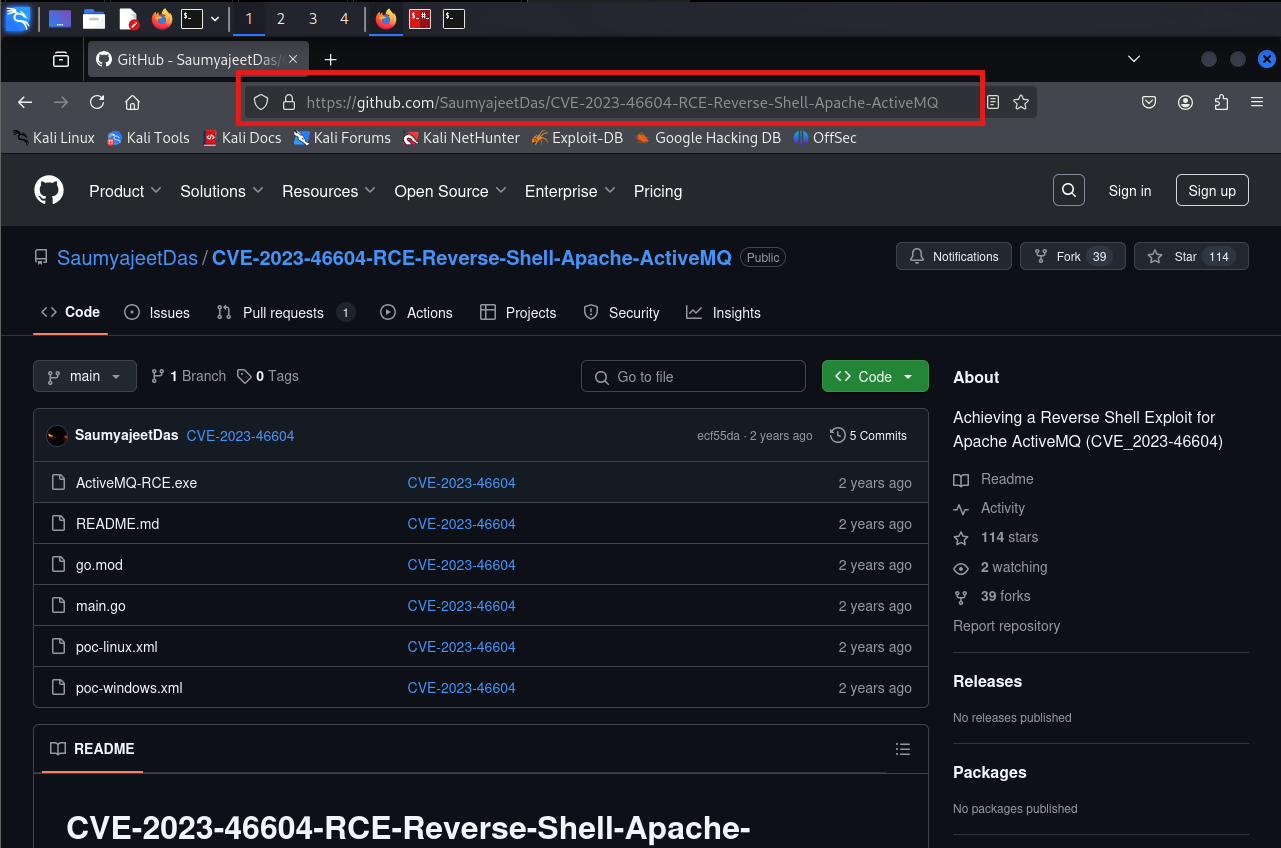 1 2 3 4
GitHub - SaumyajeetDas/
https://github.com/SaumyajeetDas/CVE-2023-46604-RCE-Reverse-Shell-Apache-ActiveMQ
Kali Linux Kali Tools Kali Docs Kali Forums Kali NetHunter Exploit-DB Google Hacking DB OffSec
Product Solutions Resources Open Source Enterprise Pricing Sign in Sign up
SaumyajeetDas / CVE-2023-46604-RCE-Reverse-Shell-Apache-ActiveMQ Public Notifications Fork 39 Star 114
Code Issues Pull requests 1 Actions Projects Security Insights
main 1 Branch 0 Tags Go to file Code
SaumyajeetDas CVE-2023-46604 ecf55da · 2 years ago 5 Commits
ActiveMQ-RCE.exe CVE-2023-46604 2 years ago
README.md CVE-2023-46604 2 years ago
go.mod CVE-2023-46604 2 years ago
main.go CVE-2023-46604 2 years ago
poc-linux.xml CVE-2023-46604 2 years ago
poc-windows.xml CVE-2023-46604 2 years ago
README
CVE-2023-46604-RCE-Reverse-Shell-Apache-
About
Achieving a Reverse Shell Exploit for
Apache ActiveMQ (CVE_2023-46604)
Readme
Activity
114 stars
2 watching
39 forks
Report repository
Releases
No releases published
Packages
No packages published